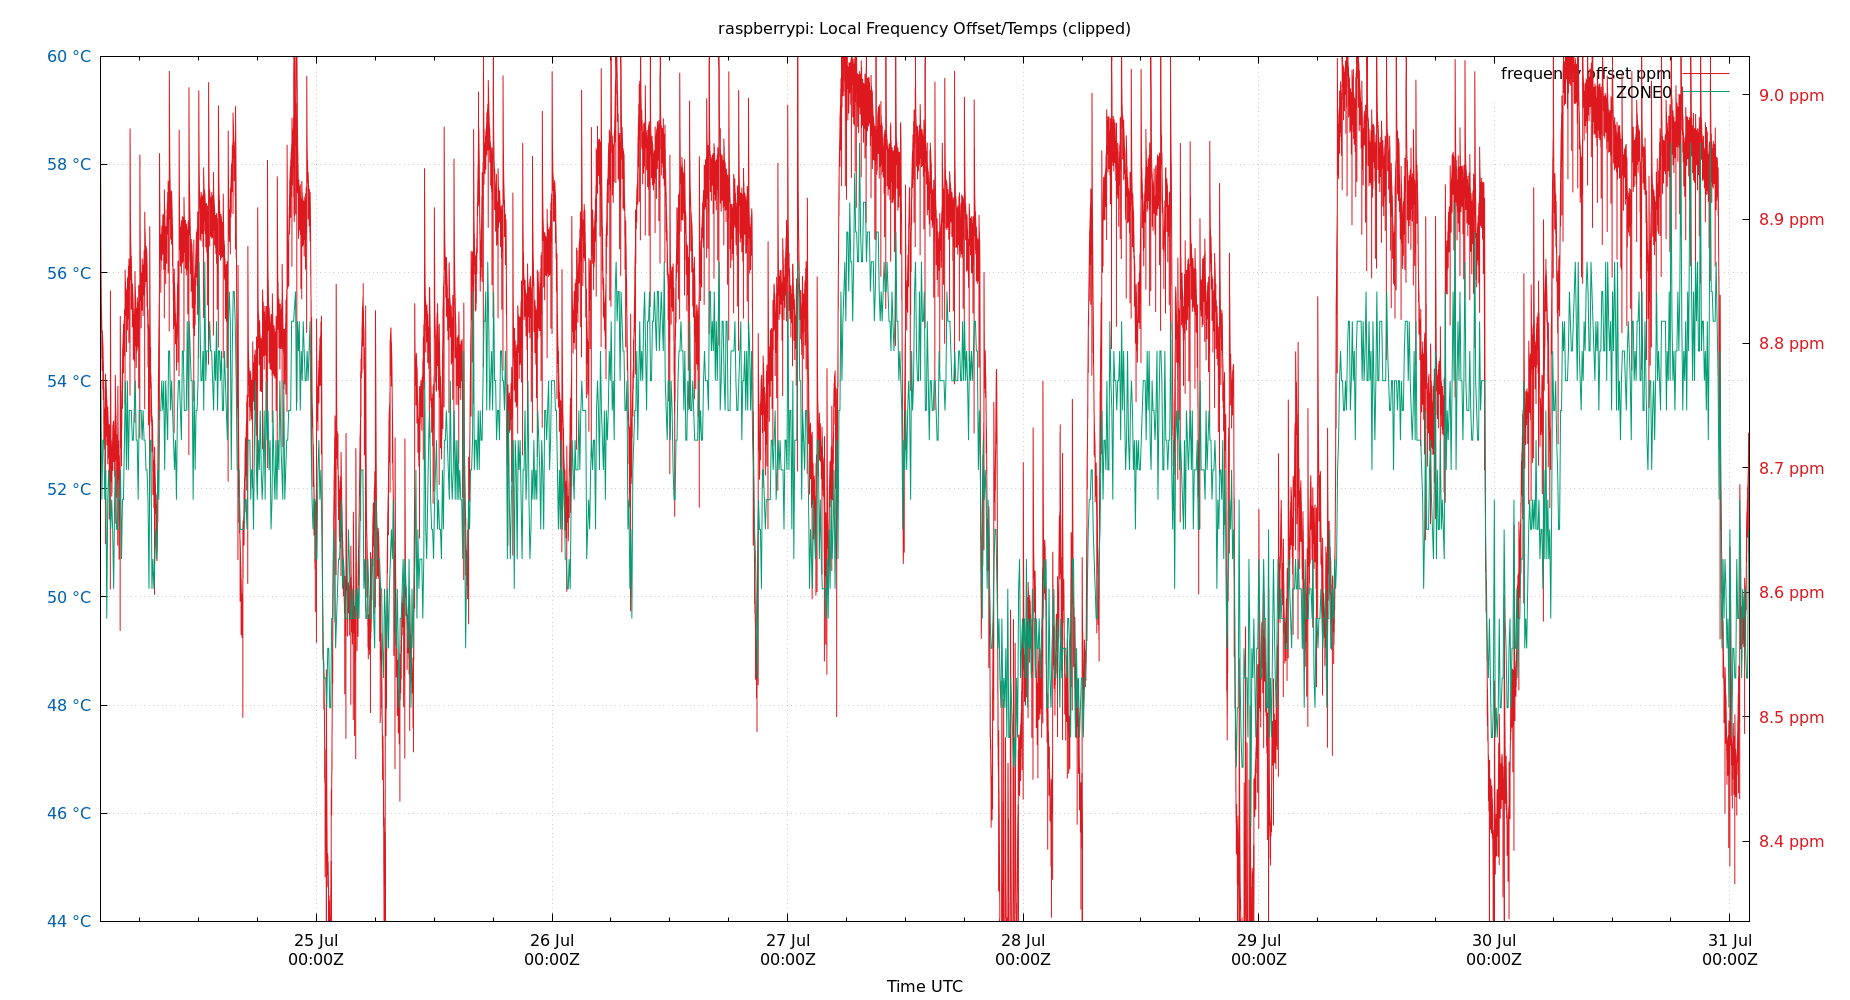 raspberrypi: Local Frequency Offset/Temps (clipped)
60 °C
58 °C
56 °C
54 °C
52 °C
50 °C
48 °C
46 °C
44 °C
frequency offset ppm
ZONE0
9.0 ppm
8.9 ppm
8.8 ppm
8.7 ppm
8.6 ppm
8.5 ppm
8.4 ppm
25 Jul
00:00Z
26 Jul
00:00Z
27 Jul
00:00Z
28 Jul
00:00Z
29 Jul
00:00Z
30 Jul
00:00Z
31 Jul
00:00Z
Time UTC